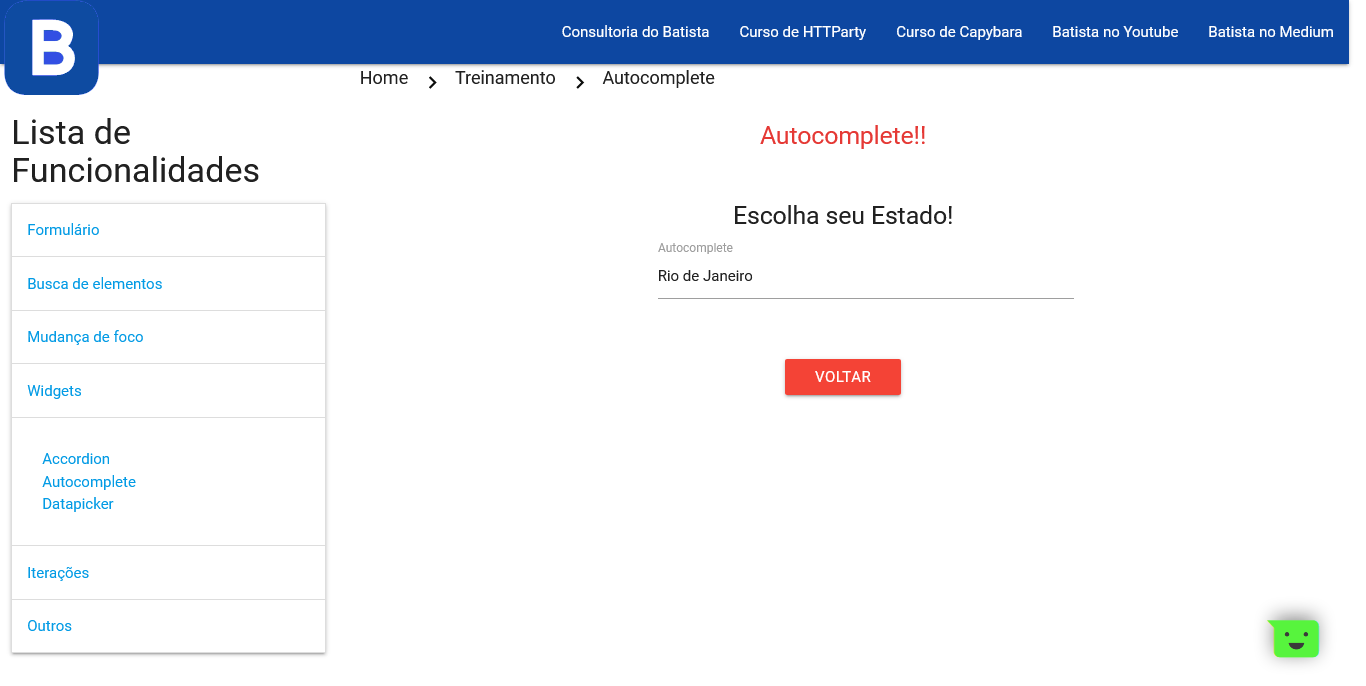 B
Consultoria do Batista Curso de HTTParty Curso de Capybara Batista no Youtube Batista no Medium
Home Treinamento Autocomplete
Lista de
Funcionalidades
Formulário
Busca de elementos
Mudança de foco
Widgets
Accordion
Autocomplete
Datapicker
Iterações
Outros
Autocomplete!!
Escolha seu Estado!
Autocomplete
Rio de Janeiro
VOLTAR